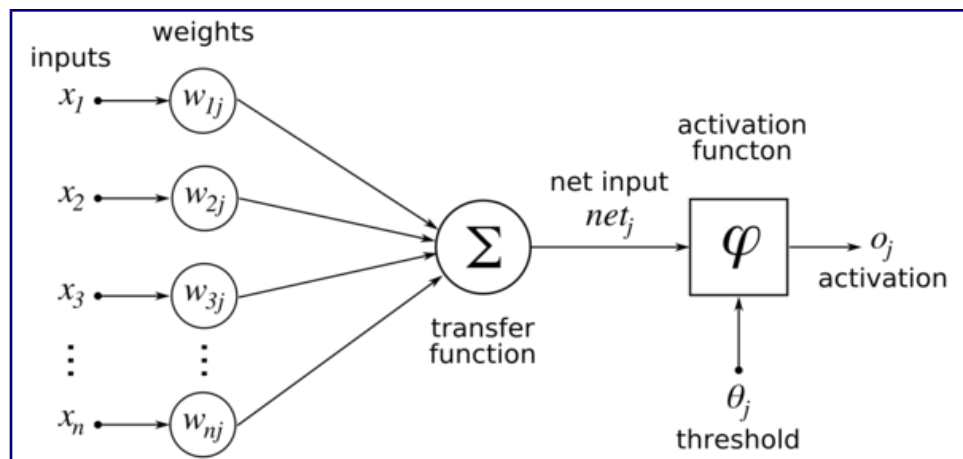 weights
inputs
x1
w1j
activation
functon
x2
w2j
net input
netj
Σ
φ
oj
activation
x3
w3j
transfer
function
⋮ ⋮
xn
wnj
θj
threshold